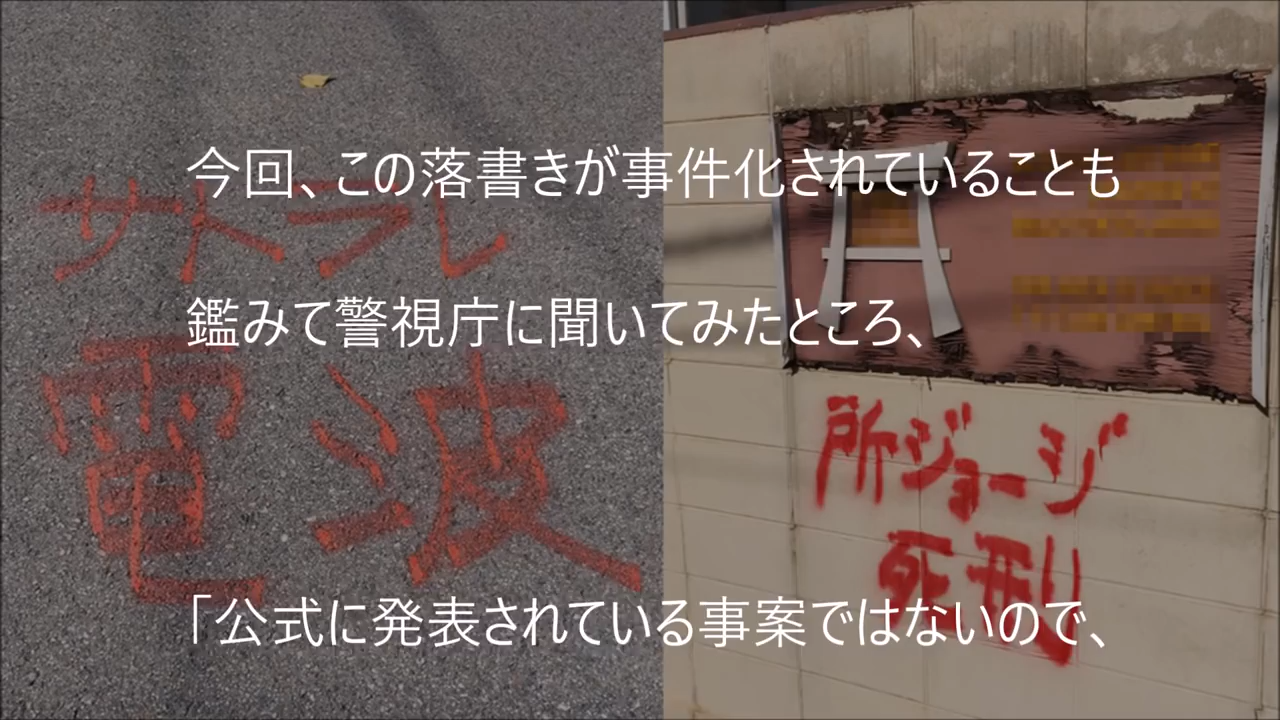 今回、この落書きが事件化されていることも
鑑みて警視庁に聞いてみたところ、
「公式に発表されている事案ではないので、
サトラレ
電波
所ジョージ
死刑